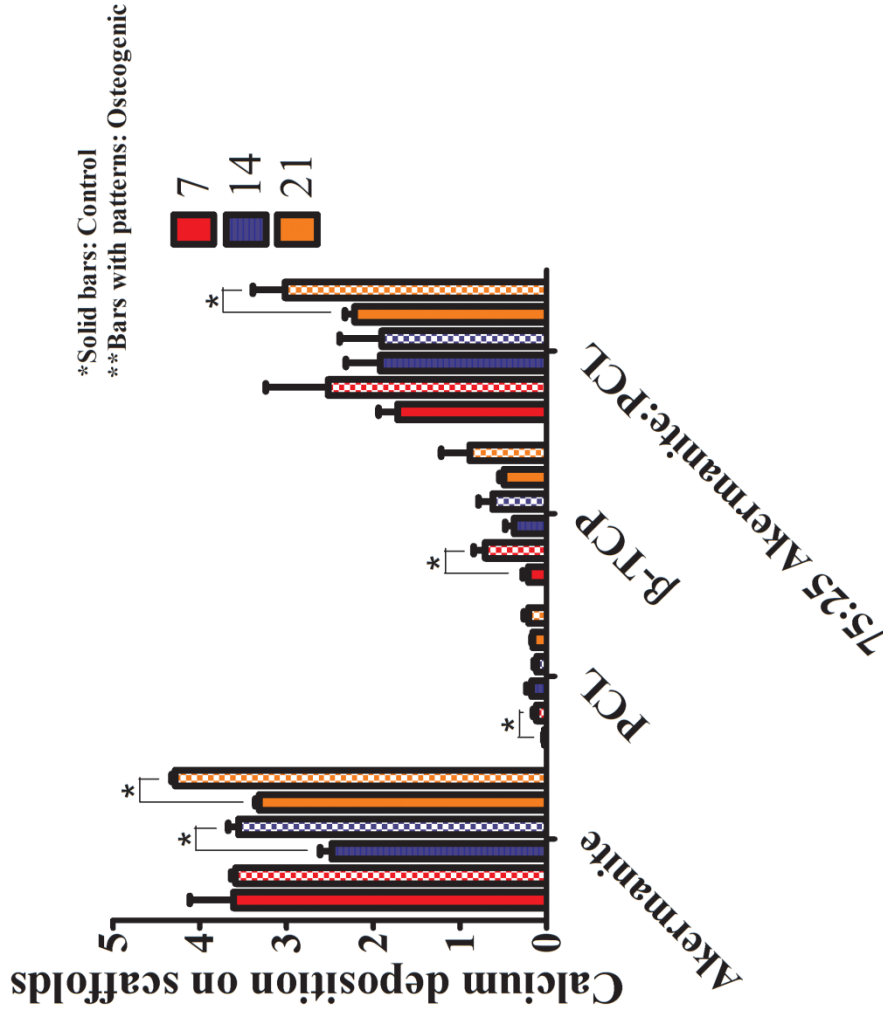 *Solid bars: Control
**Bars with patterns: Osteogenic
7
14
21
Calcium deposition on scaffolds
5
4
3
2
1
0
*
*
*
*
*
Akermanite
PCL
β-TCP
75:25 Akermanite:PCL